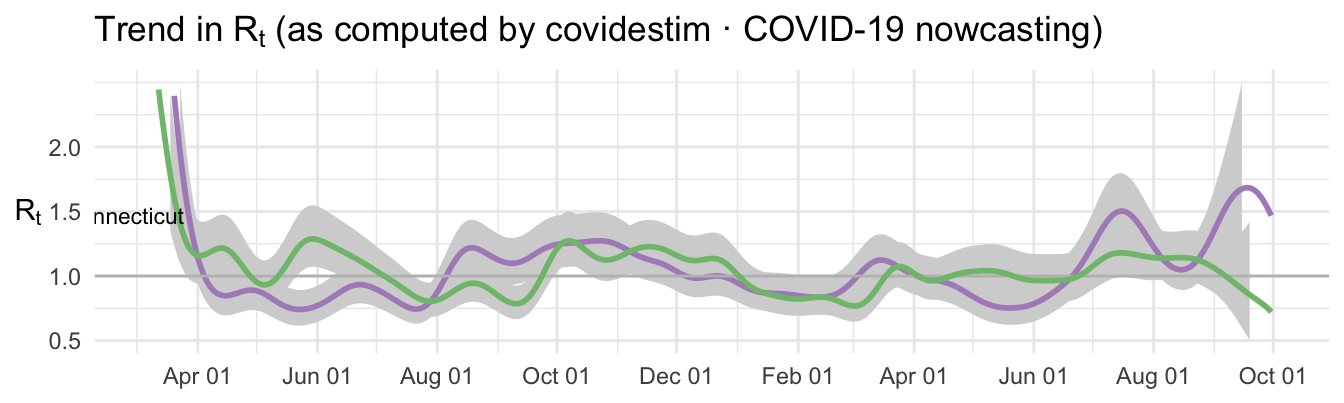 Trend in Rt (as computed by covidestim · COVID-19 nowcasting)
2.0
Rt 1.5 nnecticut
1.0
0.5
Apr 01 Jun 01 Aug 01 Oct 01 Dec 01 Feb 01 Apr 01 Jun 01 Aug 01 Oct 01